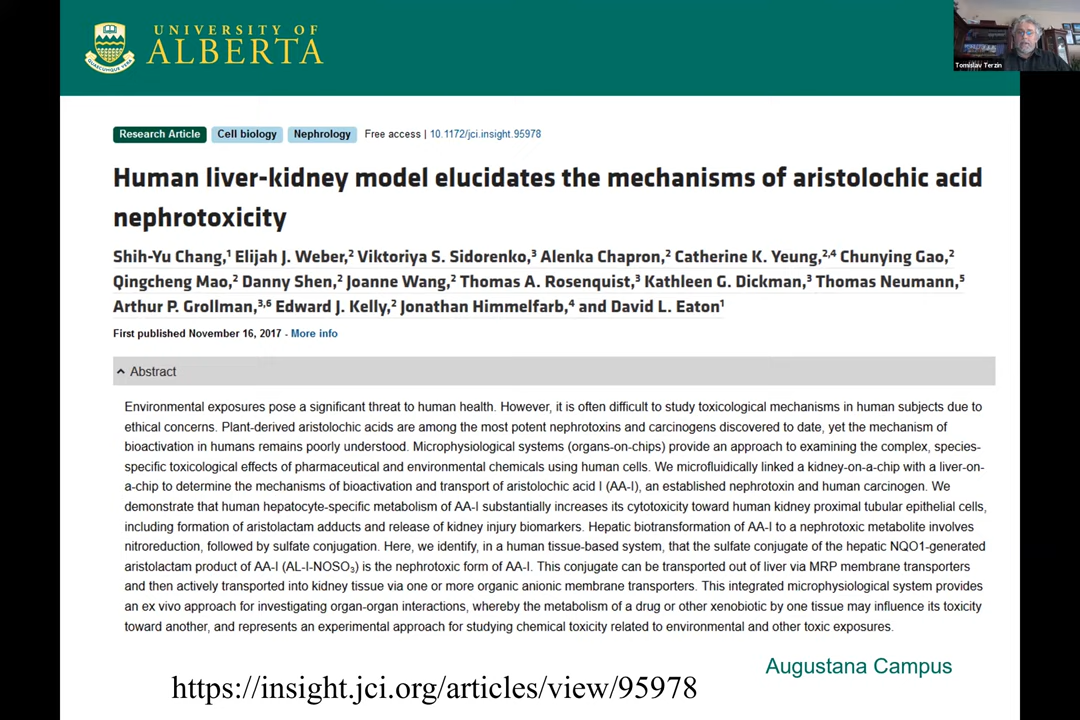 UNIVERSITY OF
ALBERTA
QUAECUMQUE VERA
Tomislav Terzin
Research Article Cell biology Nephrology Free access | 10.1172/jci.insight.95978
Human liver-kidney model elucidates the mechanisms of aristolochic acid
nephrotoxicity
Shih-Yu Chang,¹ Elijah J. Weber,² Viktoriya S. Sidorenko,³ Alenka Chapron,² Catherine K. Yeung,²,⁴ Chunying Gao,²
Qingcheng Mao,² Danny Shen,² Joanne Wang,² Thomas A. Rosenquist,³ Kathleen G. Dickman,³ Thomas Neumann,⁵
Arthur P. Grollman,³,⁶ Edward J. Kelly,² Jonathan Himmelfarb,⁴ and David L. Eaton¹
First published November 16, 2017 - More info
Abstract
Environmental exposures pose a significant threat to human health. However, it is often difficult to study toxicological mechanisms in human subjects due to
ethical concerns. Plant-derived aristolochic acids are among the most potent nephrotoxins and carcinogens discovered to date, yet the mechanism of
bioactivation in humans remains poorly understood. Microphysiological systems (organs-on-chips) provide an approach to examining the complex, species-
specific toxicological effects of pharmaceutical and environmental chemicals using human cells. We microfluidically linked a kidney-on-a-chip with a liver-on-
a-chip to determine the mechanisms of bioactivation and transport of aristolochic acid I (AA-I), an established nephrotoxin and human carcinogen. We
demonstrate that human hepatocyte-specific metabolism of AA-I substantially increases its cytotoxicity toward human kidney proximal tubular epithelial cells,
including formation of aristolactam adducts and release of kidney injury biomarkers. Hepatic biotransformation of AA-I to a nephrotoxic metabolite involves
nitroreduction, followed by sulfate conjugation. Here, we identify, in a human tissue-based system, that the sulfate conjugate of the hepatic NQO1-generated
aristolactam product of AA-I (AL-I-NOSO₃) is the nephrotoxic form of AA-I. This conjugate can be transported out of liver via MRP membrane transporters
and then actively transported into kidney tissue via one or more organic anionic membrane transporters. This integrated microphysiological system provides
an ex vivo approach for investigating organ-organ interactions, whereby the metabolism of a drug or other xenobiotic by one tissue may influence its toxicity
toward another, and represents an experimental approach for studying chemical toxicity related to environmental and other toxic exposures.
Augustana Campus
https://insight.jci.org/articles/view/95978